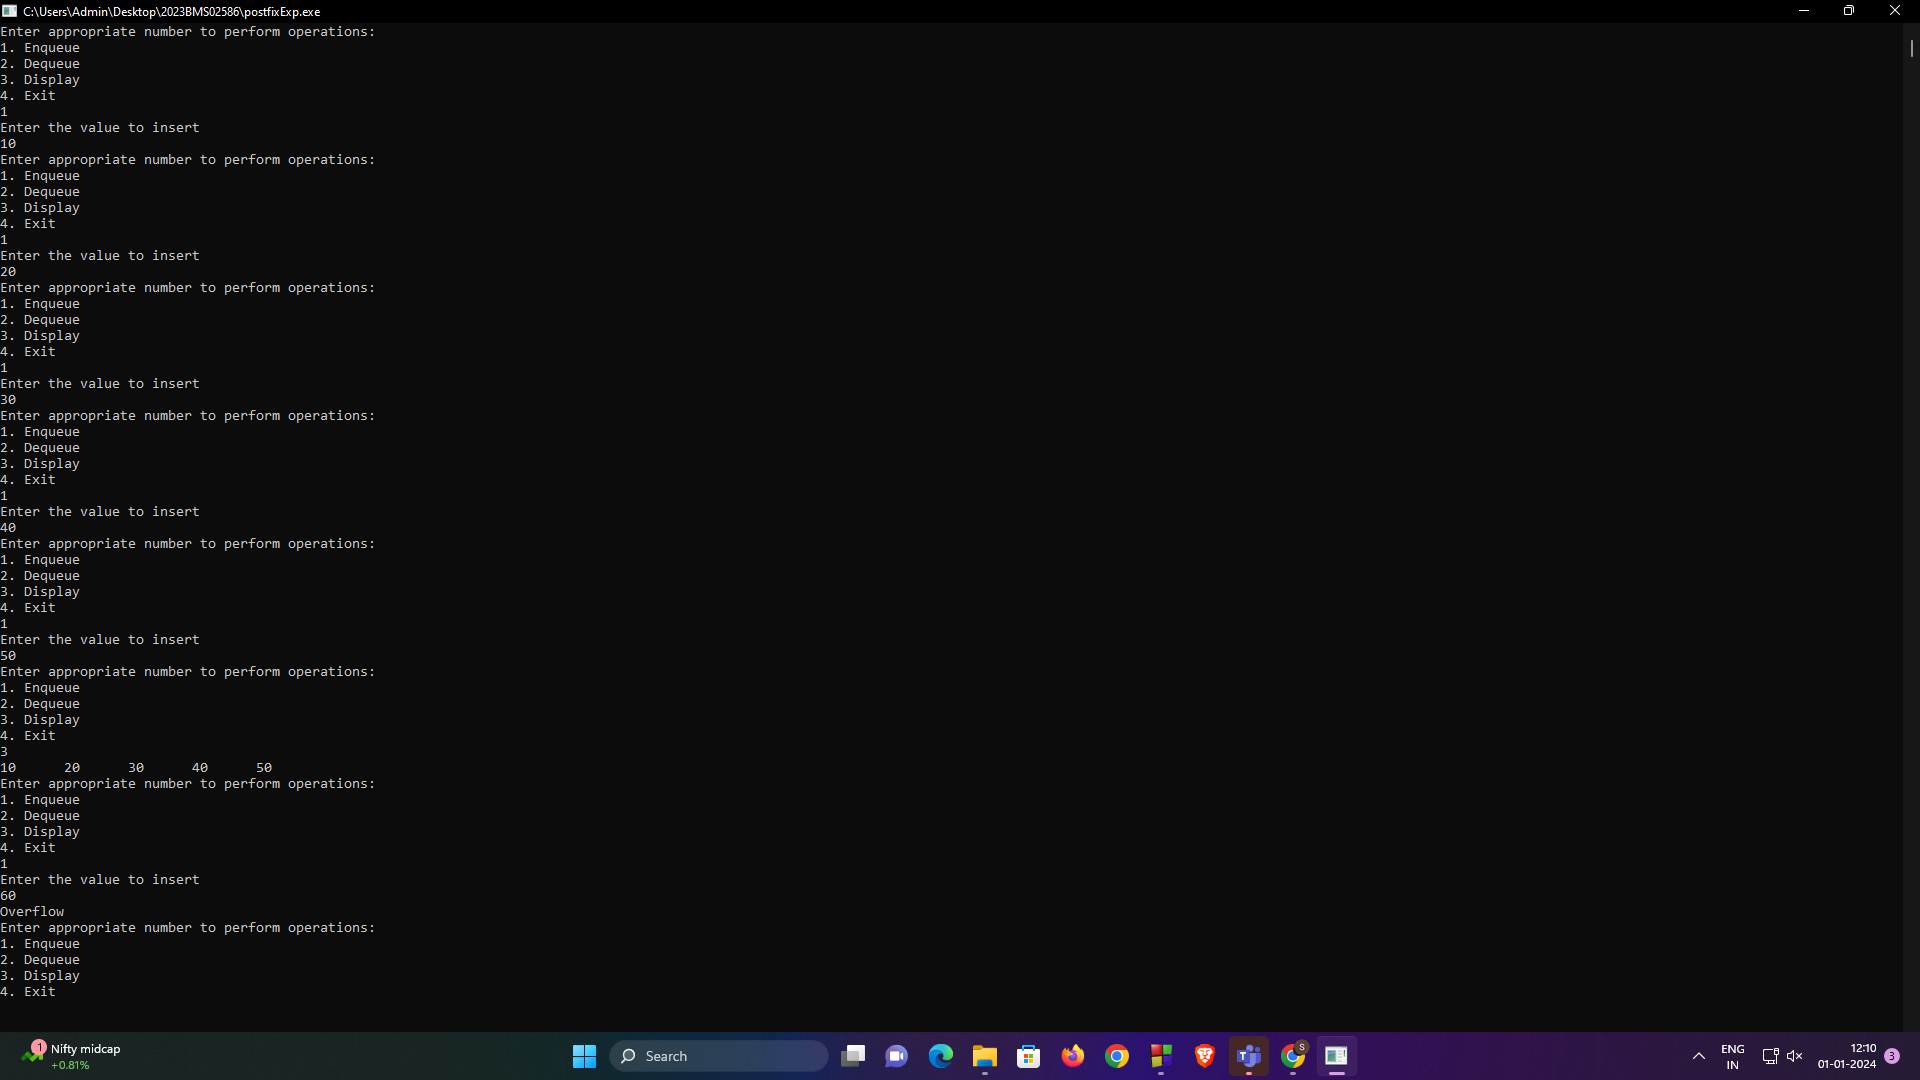 C:\Users\Admin\Desktop\2023BMS02586\postfixExp.exe
Enter appropriate number to perform operations:
1. Enqueue
2. Dequeue
3. Display
4. Exit
1
Enter the value to insert
10
Enter appropriate number to perform operations:
1. Enqueue
2. Dequeue
3. Display
4. Exit
1
Enter the value to insert
20
Enter appropriate number to perform operations:
1. Enqueue
2. Dequeue
3. Display
4. Exit
1
Enter the value to insert
30
Enter appropriate number to perform operations:
1. Enqueue
2. Dequeue
3. Display
4. Exit
1
Enter the value to insert
40
Enter appropriate number to perform operations:
1. Enqueue
2. Dequeue
3. Display
4. Exit
1
Enter the value to insert
50
Enter appropriate number to perform operations:
1. Enqueue
2. Dequeue
3. Display
4. Exit
3
10 20 30 40 50
Enter appropriate number to perform operations:
1. Enqueue
2. Dequeue
3. Display
4. Exit
1
Enter the value to insert
60
Overflow
Enter appropriate number to perform operations:
1. Enqueue
2. Dequeue
3. Display
4. Exit
1 Nifty midcap
+0.81%
Search
S
ENG
IN
12:10
01-01-2024
3